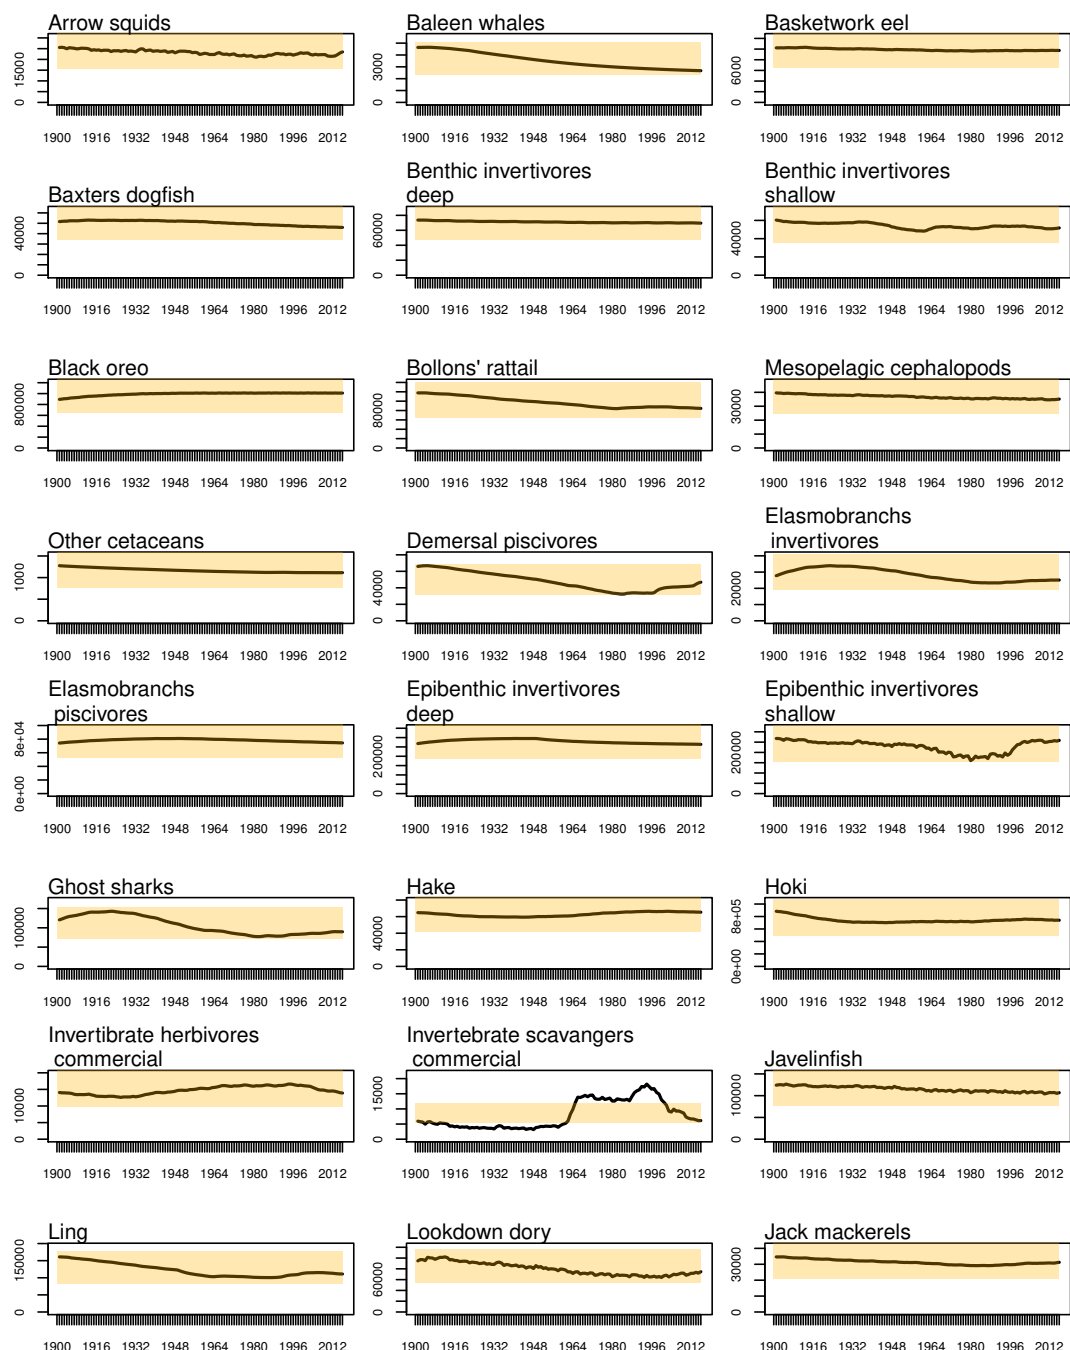 Arrow squids
Baleen whales
Basketwork eel
0 15000
0 3000
0 6000
1900 1916 1932 1948 1964 1980 1996 2012
1900 1916 1932 1948 1964 1980 1996 2012
1900 1916 1932 1948 1964 1980 1996 2012
Baxters dogfish
Benthic invertivores
deep
Benthic invertivores
shallow
0 40000
0 60000
0 40000
1900 1916 1932 1948 1964 1980 1996 2012
1900 1916 1932 1948 1964 1980 1996 2012
1900 1916 1932 1948 1964 1980 1996 2012
Black oreo
Bollons' rattail
Mesopelagic cephalopods
0 800000
0 80000
0 30000
1900 1916 1932 1948 1964 1980 1996 2012
1900 1916 1932 1948 1964 1980 1996 2012
1900 1916 1932 1948 1964 1980 1996 2012
Other cetaceans
Demersal piscivores
Elasmobranchs
invertivores
0 1000
0 40000
0 20000
1900 1916 1932 1948 1964 1980 1996 2012
1900 1916 1932 1948 1964 1980 1996 2012
1900 1916 1932 1948 1964 1980 1996 2012
Elasmobranchs
piscivores
Epibenthic invertivores
deep
Epibenthic invertivores
shallow
0e+00 8e+04
0 200000
0 200000
1900 1916 1932 1948 1964 1980 1996 2012
1900 1916 1932 1948 1964 1980 1996 2012
1900 1916 1932 1948 1964 1980 1996 2012
Ghost sharks
Hake
Hoki
0 100000
0 40000
0e+00 8e+05
1900 1916 1932 1948 1964 1980 1996 2012
1900 1916 1932 1948 1964 1980 1996 2012
1900 1916 1932 1948 1964 1980 1996 2012
Invertibrate herbivores
commercial
Invertebrate scavangers
commercial
Javelinfish
0 10000
0 15000
0 100000
1900 1916 1932 1948 1964 1980 1996 2012
1900 1916 1932 1948 1964 1980 1996 2012
1900 1916 1932 1948 1964 1980 1996 2012
Ling
Lookdown dory
Jack mackerels
0 150000
0 60000
0 30000
1900 1916 1932 1948 1964 1980 1996 2012
1900 1916 1932 1948 1964 1980 1996 2012
1900 1916 1932 1948 1964 1980 1996 2012